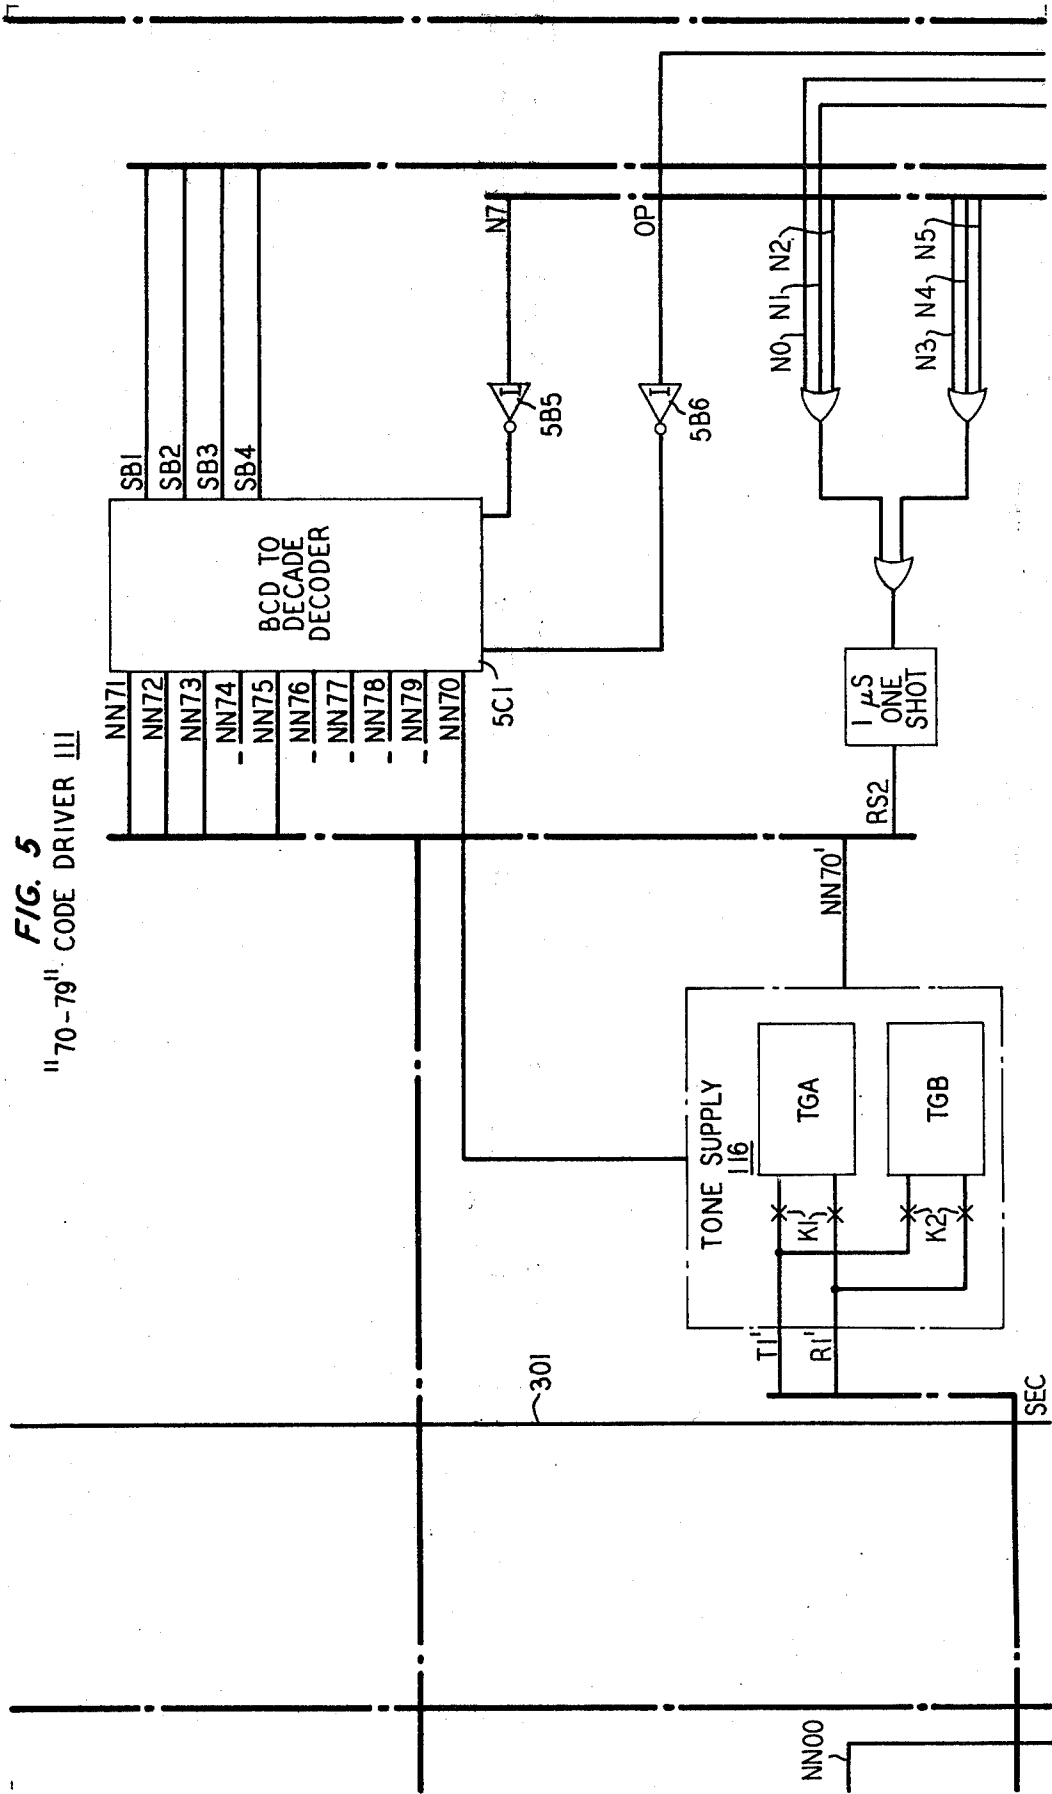 FIG. 5
"70-79" CODE DRIVER 111
SB1
SB2
SB3
SB4
BCD TO
DECADE
DECODER
NN71
NN72
NN73
NN74
NN75
NN76
NN77
NN78
NN79
NN70
5C1
N7
I
5B5
OP
I
5B6
N0
N1
N2
N3
N4
N5
1 µS
ONE
SHOT
RS2
NN70'
TONE SUPPLY
116
TGA
TGB
K1
K2
T1'
R1'
301
SEC
NN00